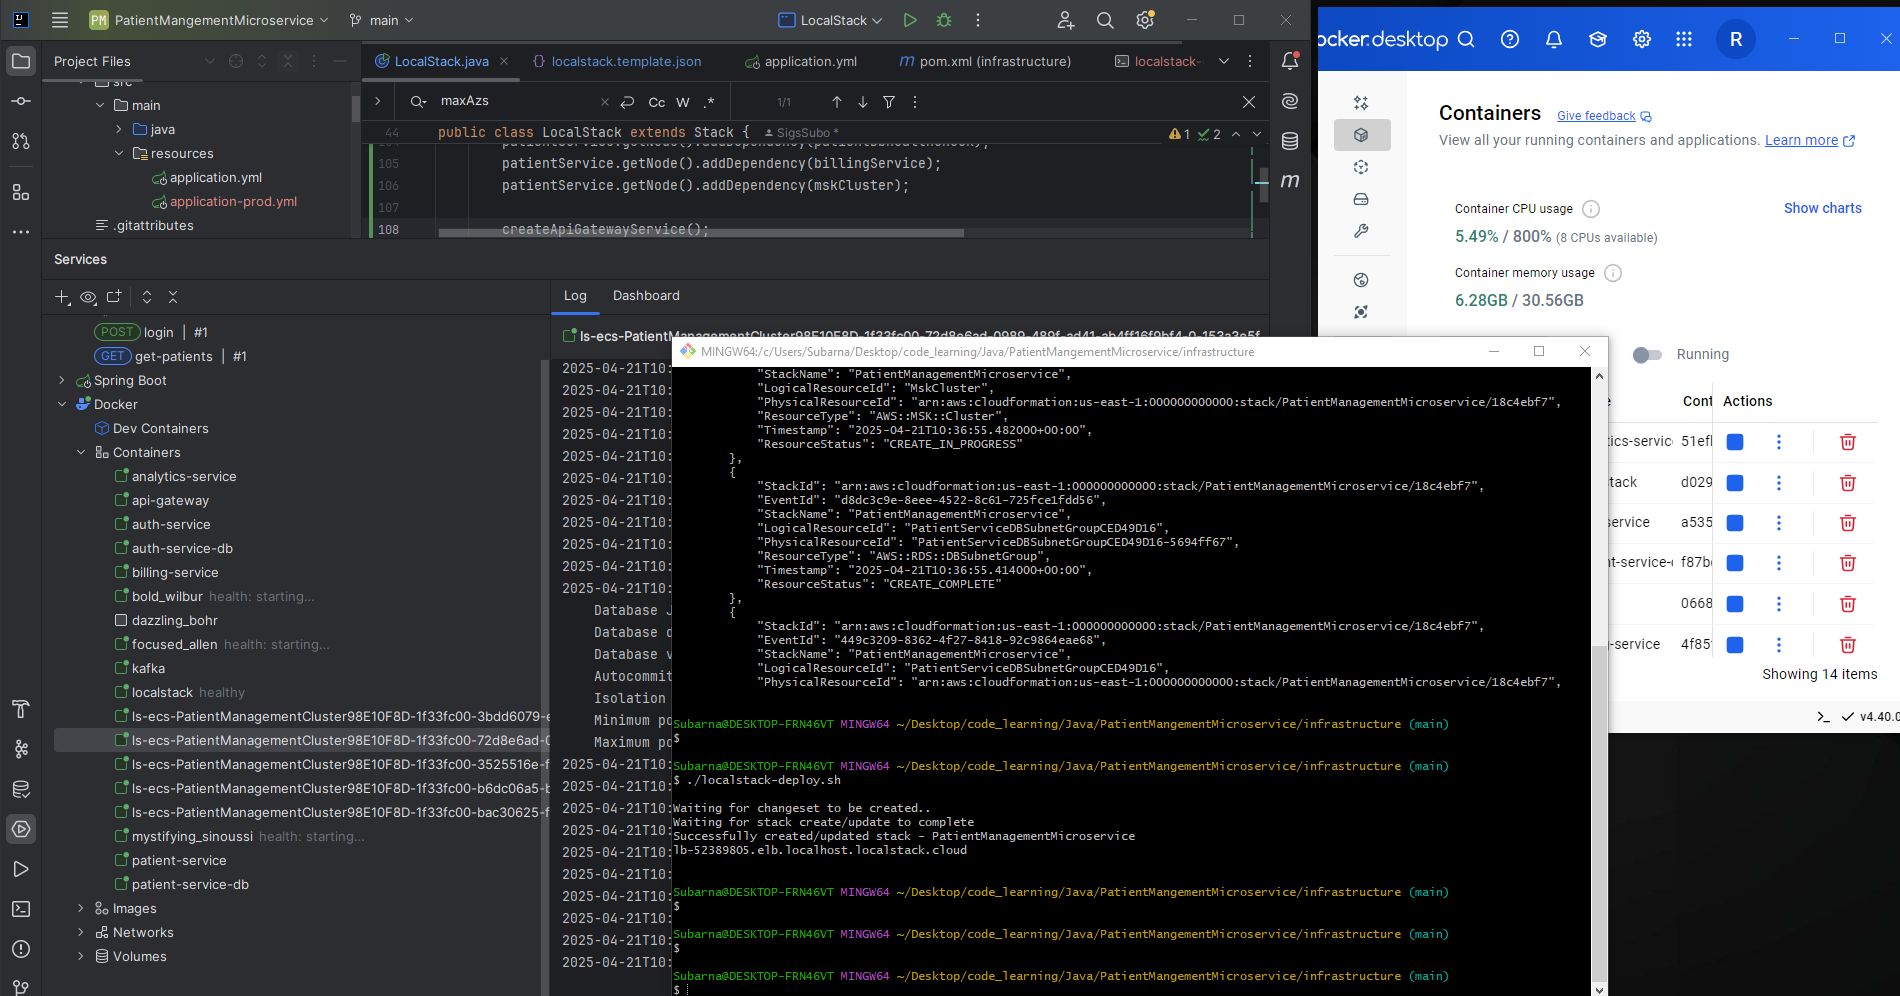 PM PatientMangementMicroservice main
LocalStack
Project Files
src
main
java
resources
application.yml
application-prod.yml
.gitattributes
LocalStack.java
localstack.template.json
application.yml
pom.xml (infrastructure)
localstack-
maxAzs
Cc W .*
1/1
44 public class LocalStack extends Stack { SigsSubo *
1 2
105 patientService.getNode().addDependency(billingService);
106 patientService.getNode().addDependency(mskCluster);
107
108 createApiGatewayService();
Services
POST login | #1
GET get-patients | #1
Spring Boot
Docker
Dev Containers
Containers
analytics-service
api-gateway
auth-service
auth-service-db
billing-service
bold_wilbur health: starting...
dazzling_bohr
focused_allen health: starting...
kafka
localstack healthy
ls-ecs-PatientManagementCluster98E10F8D-1f33fc00-3bdd6079-
ls-ecs-PatientManagementCluster98E10F8D-1f33fc00-72d8e6ad-
ls-ecs-PatientManagementCluster98E10F8D-1f33fc00-3525516e-f
ls-ecs-PatientManagementCluster98E10F8D-1f33fc00-b6dc06a5-
ls-ecs-PatientManagementCluster98E10F8D-1f33fc00-bac30625-f
mystifying_sinoussi health: starting...
patient-service
patient-service-db
Images
Networks
Volumes
Log Dashboard
2025-04-21T10:
2025-04-21T10:
2025-04-21T10:
2025-04-21T10:
2025-04-21T10:
2025-04-21T10:
2025-04-21T10:
2025-04-21T10:
2025-04-21T10:
2025-04-21T10:
2025-04-21T10:
Database J
Database d
Database v
Autocommit
Isolation
Minimum po
Maximum po
2025-04-21T10:
2025-04-21T10:
2025-04-21T10:
2025-04-21T10:
2025-04-21T10:
2025-04-21T10:
2025-04-21T10:
2025-04-21T10:
2025-04-21T10:
2025-04-21T10:
MINGW64:/c/Users/Subarna/Desktop/code_learning/Java/PatientMangementMicroservice/infrastructure
"StackName": "PatientManagementMicroservice",
"LogicalResourceId": "MskCluster",
"PhysicalResourceId": "arn:aws:cloudformation:us-east-1:000000000000:stack/PatientManagementMicroservice/18c4ebf7",
"ResourceType": "AWS::MSK::Cluster",
"Timestamp": "2025-04-21T10:36:55.482000+00:00",
"ResourceStatus": "CREATE_IN_PROGRESS"
},
{
"StackId": "arn:aws:cloudformation:us-east-1:000000000000:stack/PatientManagementMicroservice/18c4ebf7",
"EventId": "d8dc3c9e-8eee-4522-8c61-725fce1fdd56",
"StackName": "PatientManagementMicroservice",
"LogicalResourceId": "PatientServiceDBSubnetGroupCED49D16",
"PhysicalResourceId": "PatientServiceDBSubnetGroupCED49D16-5694ff67",
"ResourceType": "AWS::RDS::DBSubnetGroup",
"Timestamp": "2025-04-21T10:36:55.414000+00:00",
"ResourceStatus": "CREATE_COMPLETE"
},
{
"StackId": "arn:aws:cloudformation:us-east-1:000000000000:stack/PatientManagementMicroservice/18c4ebf7",
"EventId": "449c3209-8362-4f27-8418-92c9864eae68",
"StackName": "PatientManagementMicroservice",
"LogicalResourceId": "PatientServiceDBSubnetGroupCED49D16",
"PhysicalResourceId": "arn:aws:cloudformation:us-east-1:000000000000:stack/PatientManagementMicroservice/18c4ebf7",
Subarna@DESKTOP-FRN46VT MINGW64 ~/Desktop/code_learning/Java/PatientMangementMicroservice/infrastructure (main)
$
Subarna@DESKTOP-FRN46VT MINGW64 ~/Desktop/code_learning/Java/PatientMangementMicroservice/infrastructure (main)
$ ./localstack-deploy.sh
Waiting for changeset to be created..
Waiting for stack create/update to complete
Successfully created/updated stack - PatientManagementMicroservice
lb-52389805.elb.localhost.localstack.cloud
Subarna@DESKTOP-FRN46VT MINGW64 ~/Desktop/code_learning/Java/PatientMangementMicroservice/infrastructure (main)
$
Subarna@DESKTOP-FRN46VT MINGW64 ~/Desktop/code_learning/Java/PatientMangementMicroservice/infrastructure (main)
$
Subarna@DESKTOP-FRN46VT MINGW64 ~/Desktop/code_learning/Java/PatientMangementMicroservice/infrastructure (main)
$
ocker.desktop R
Containers Give feedback
View all your running containers and applications. Learn more
Container CPU usage Show charts
5.49% / 800% (8 CPUs available)
Container memory usage
6.28GB / 30.56GB
Running
Cont Actions
tics-service 51ef
tack d029
service a535
nt-service- f87b
0668
-service 4f85
Showing 14 items
v4.40.0